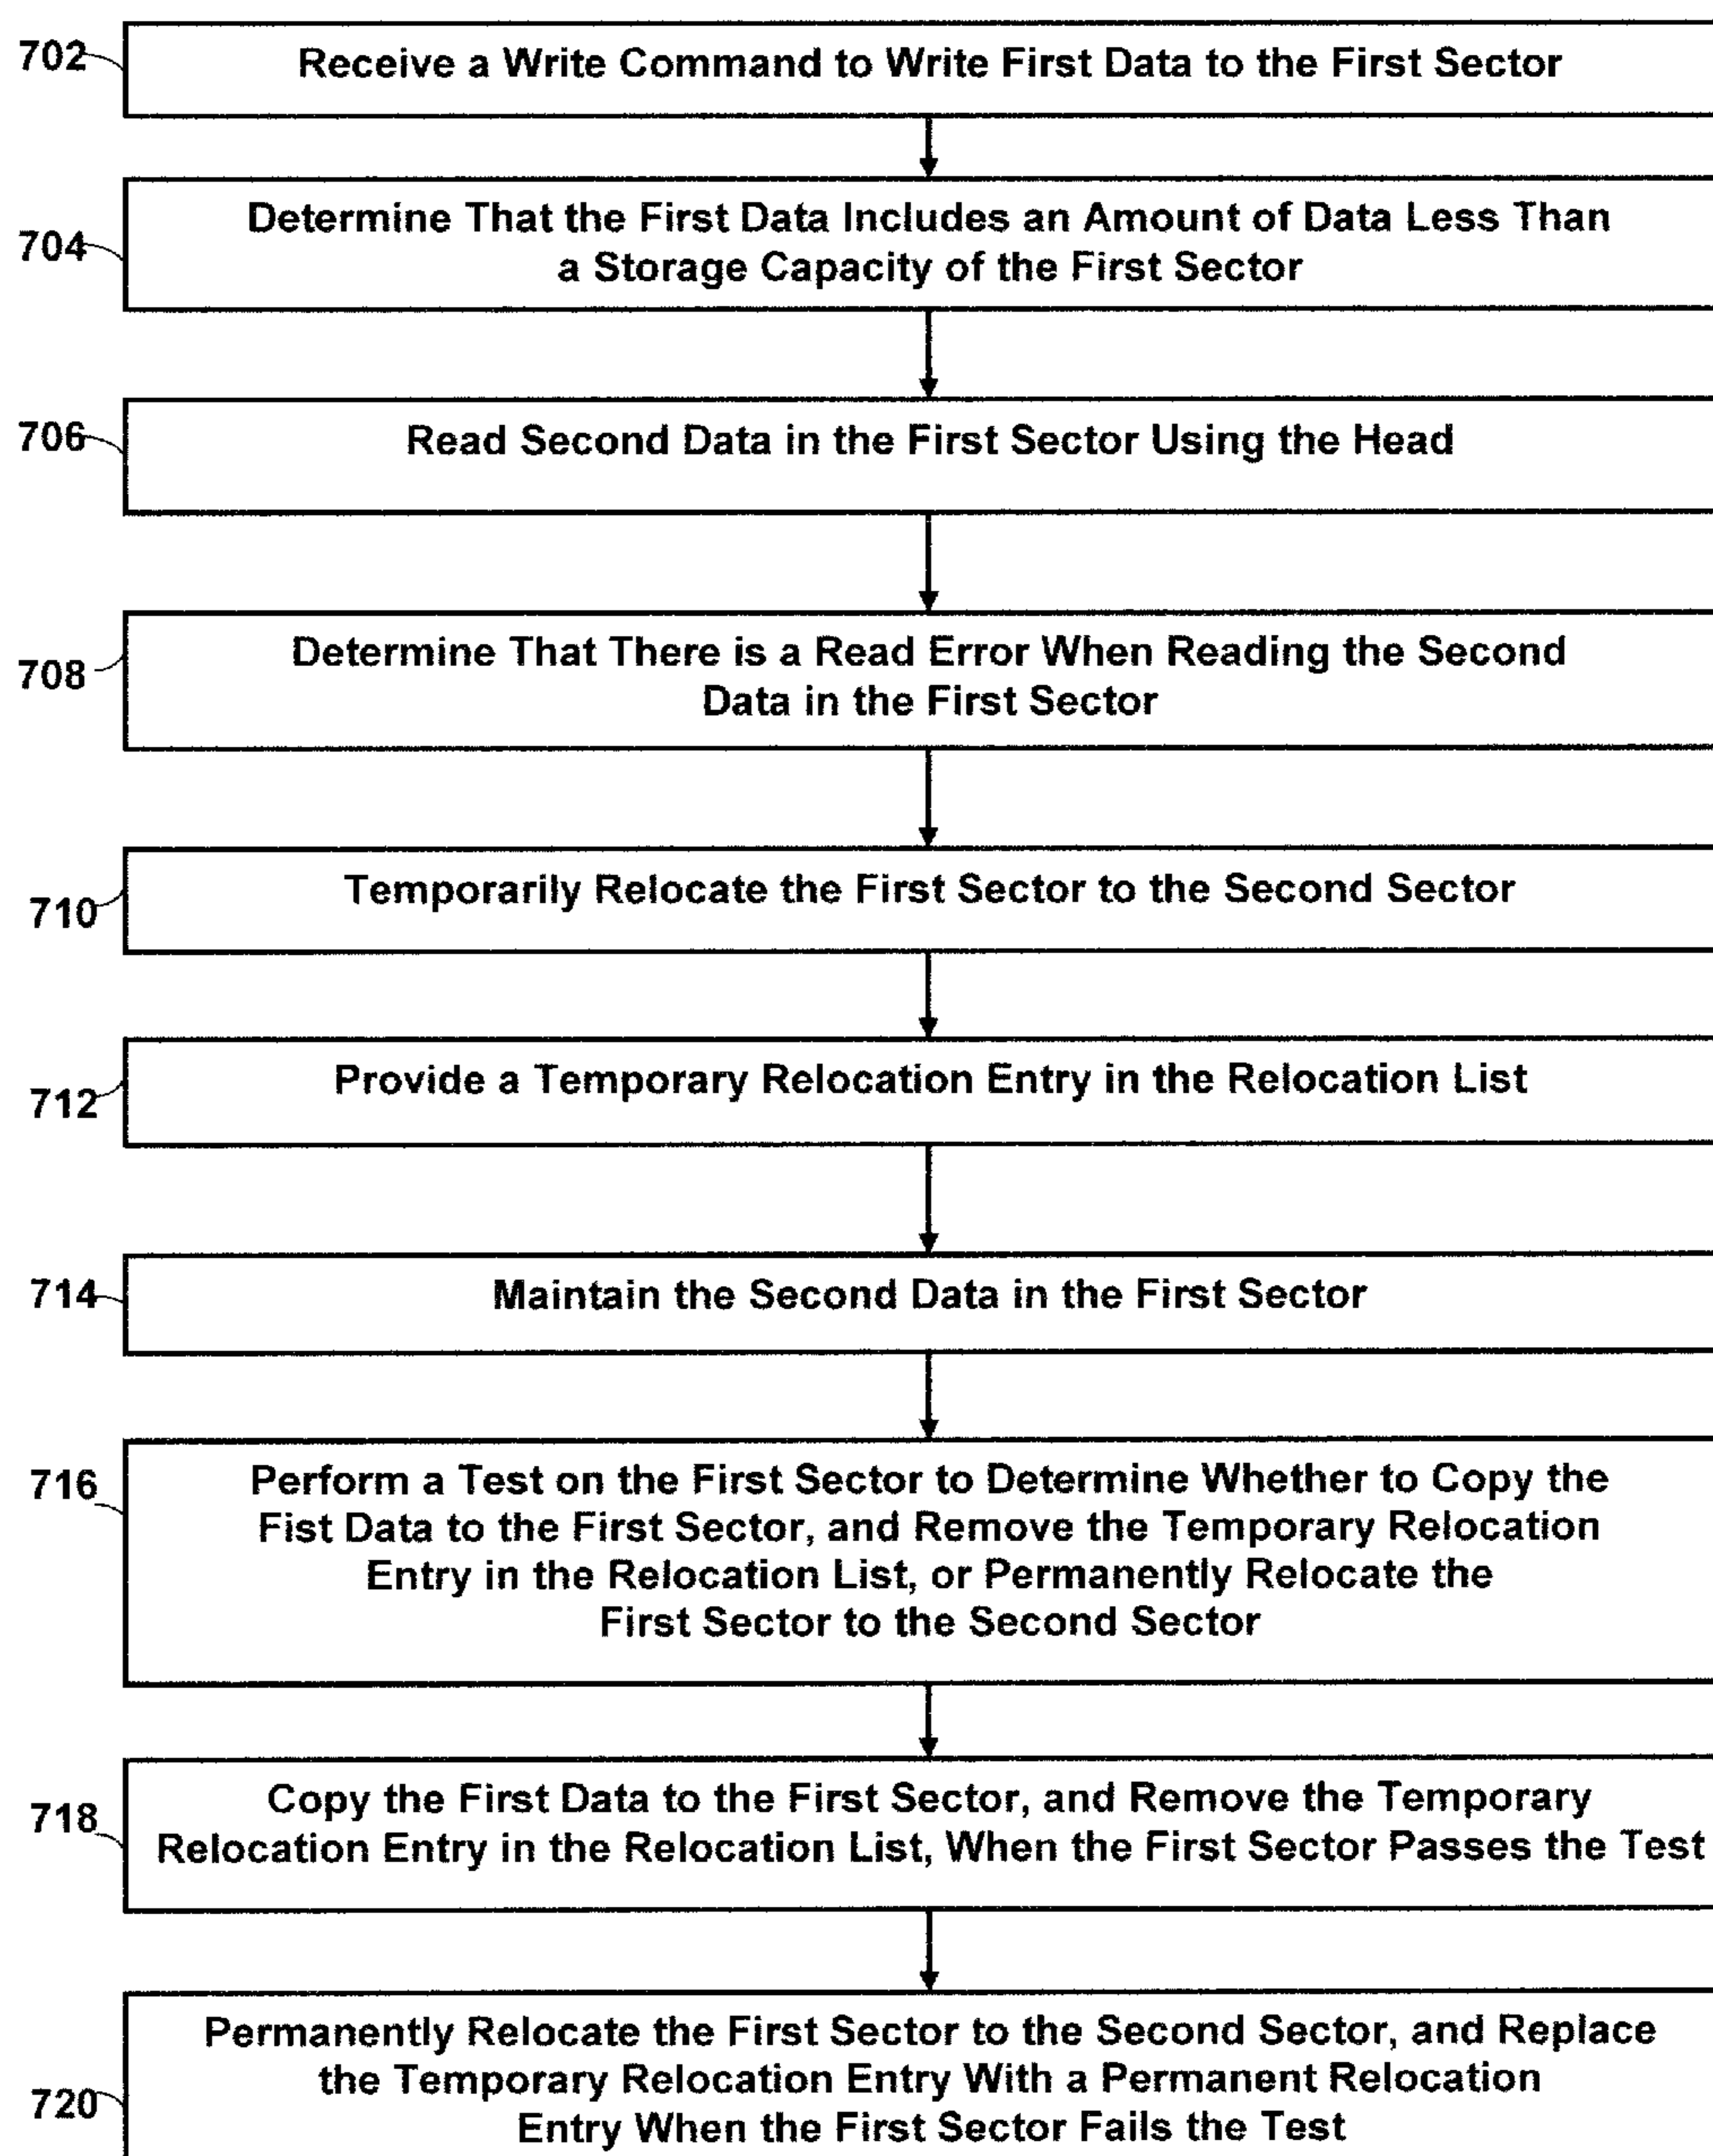 702
Receive a Write Command to Write First Data to the First Sector
704
Determine That the First Data Includes an Amount of Data Less Than
a Storage Capacity of the First Sector
706
Read Second Data in the First Sector Using the Head
708
Determine That There is a Read Error When Reading the Second
Data in the First Sector
710
Temporarily Relocate the First Sector to the Second Sector
712
Provide a Temporary Relocation Entry in the Relocation List
714
Maintain the Second Data in the First Sector
716
Perform a Test on the First Sector to Determine Whether to Copy the
Fist Data to the First Sector, and Remove the Temporary Relocation
Entry in the Relocation List, or Permanently Relocate the
First Sector to the Second Sector
718
Copy the First Data to the First Sector, and Remove the Temporary
Relocation Entry in the Relocation List, When the First Sector Passes the Test
720
Permanently Relocate the First Sector to the Second Sector, and Replace
the Temporary Relocation Entry With a Permanent Relocation
Entry When the First Sector Fails the Test